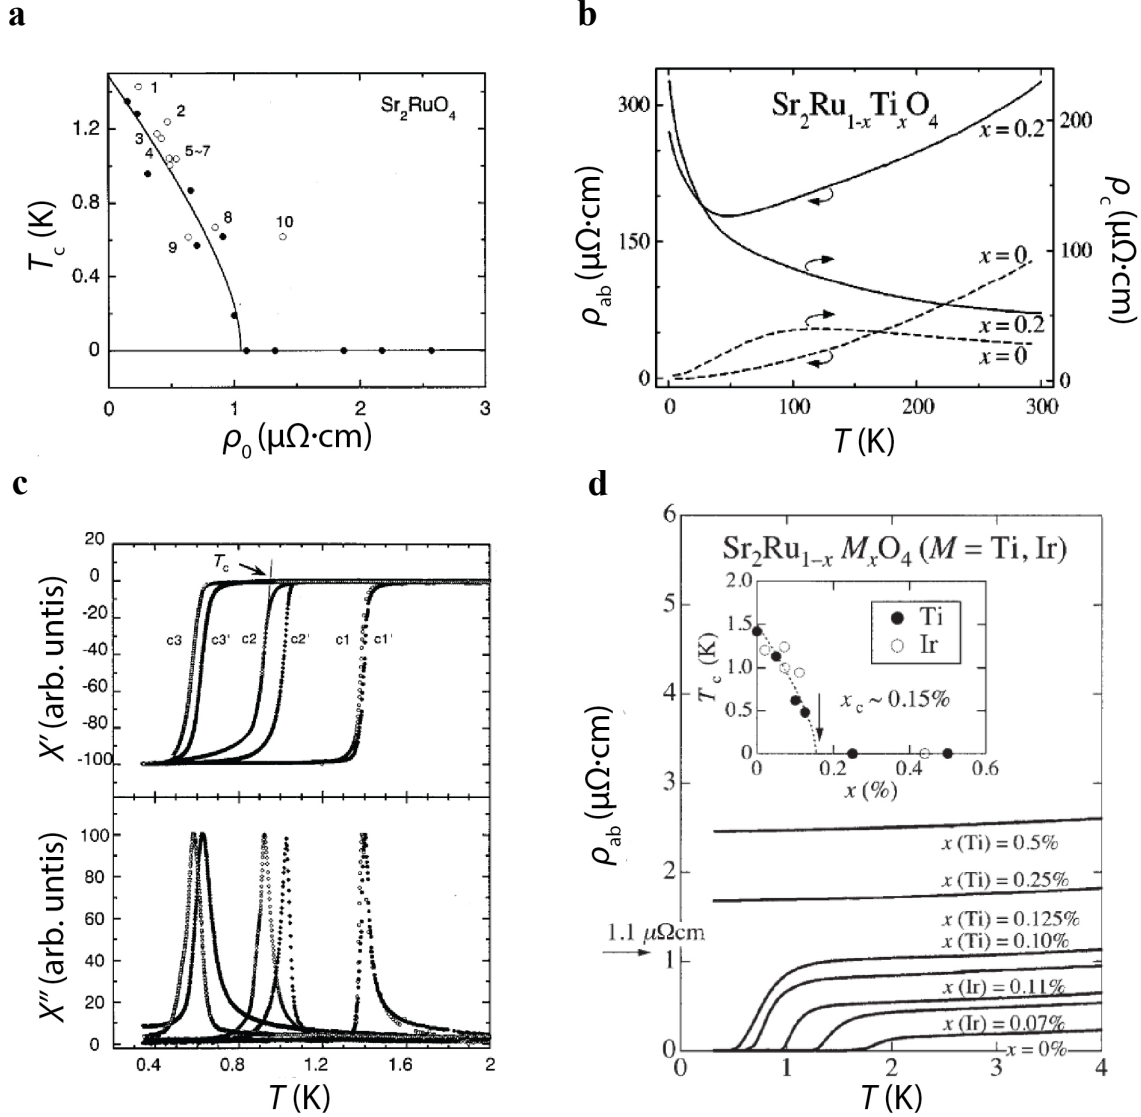 a
Sr2RuO4
Tc (K)
1.2
0.8
0.4
0
1
2
3
4
5~7
8
9
10
0
1
2
3
ρ0 (μΩ·cm)
b
Sr2Ru1-xTixO4
ρab (μΩ·cm)
300
150
0
x = 0.2
x = 0
x = 0.2
x = 0
200
100
0
ρc (μΩ·cm)
0
100
200
300
T (K)
c
X' (arb. untis)
20
0
-20
-40
-60
-80
-100
Tc
c3
c3'
c2
c2'
c1
c1'
X" (arb. untis)
100
80
60
40
20
0
0.4
0.8
1.2
1.6
2
T (K)
d
Sr2Ru1–x MxO4 (M = Ti, Ir)
ρab (μΩ·cm)
6
5
4
3
2
1
0
Tc (K)
2.0
1.5
1.0
0.5
0
Ti
Ir
xc ~ 0.15%
0
0.2
0.4
0.6
x (%)
x (Ti) = 0.5%
x (Ti) = 0.25%
x (Ti) = 0.125%
x (Ti) = 0.10%
1.1 μΩcm
x (Ir) = 0.11%
x (Ir) = 0.07%
x = 0%
0
1
2
3
4
T (K)